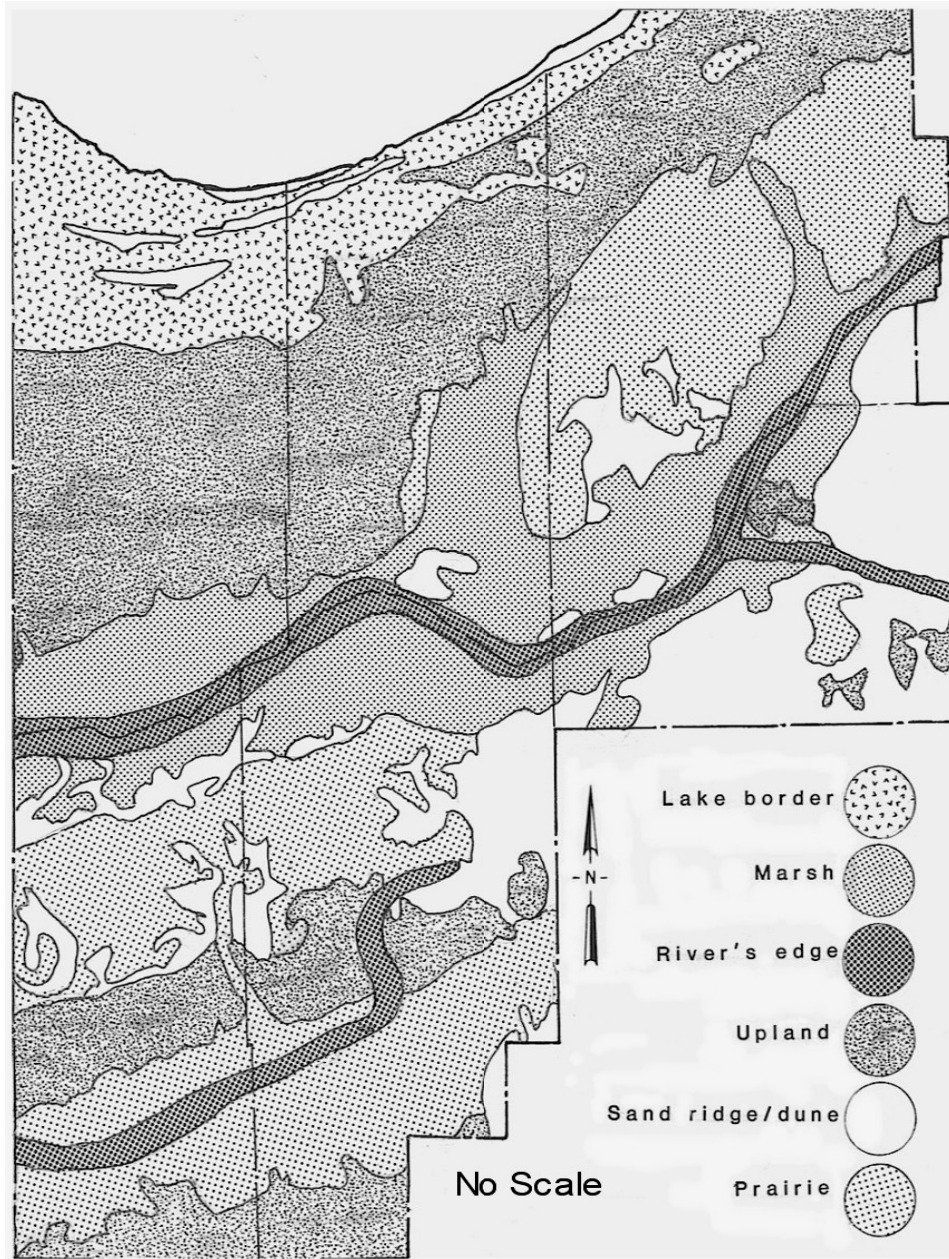 Lake border
-N-
Marsh
River's edge
Upland
Sand ridge/dune
No Scale
Prairie